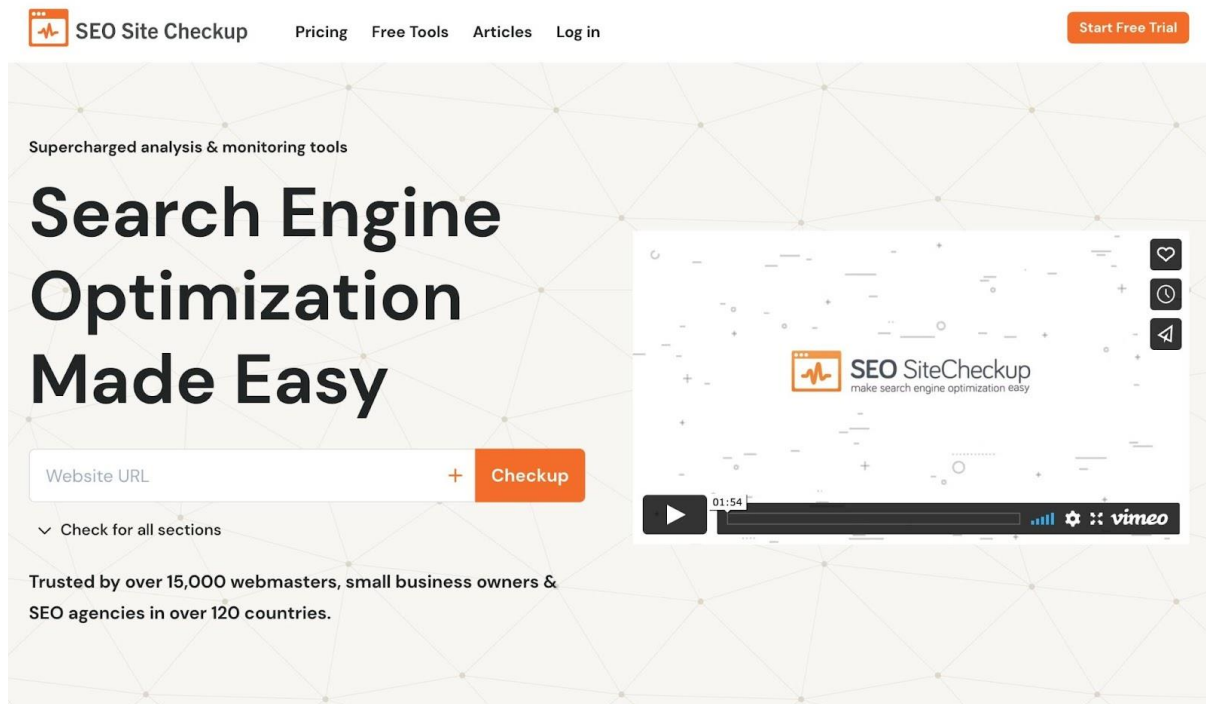 SEO Site Checkup
Pricing
Free Tools
Articles
Log in
Start Free Trial
Supercharged analysis & monitoring tools
Search Engine
Optimization
Made Easy
Website URL
+
Checkup
Check for all sections
Trusted by over 15,000 webmasters, small business owners &
SEO agencies in over 120 countries.
SEO SiteCheckup
make search engine optimization easy
01:54
vimeo